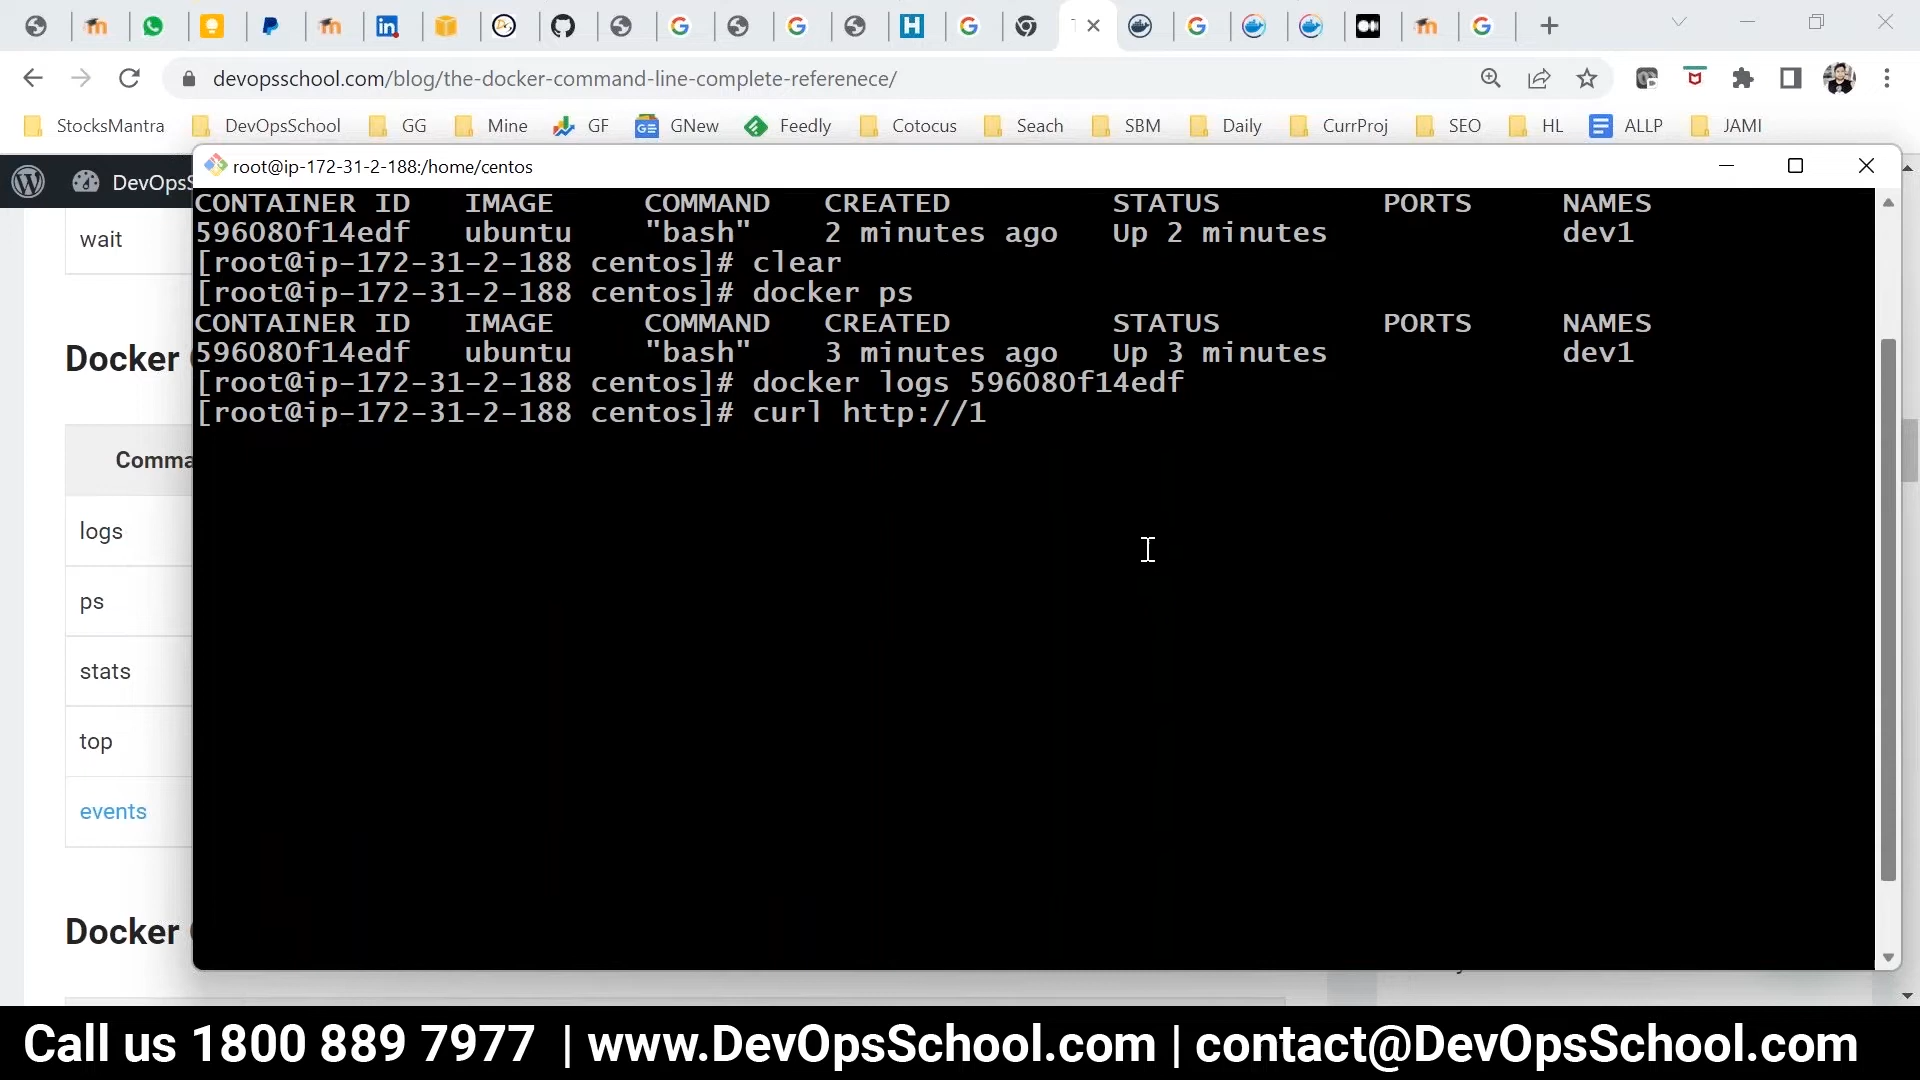 devopsschool.com/blog/the-docker-command-line-complete-referenece/
StocksMantra DevOpsSchool GG Mine GF GNew Feedly Cotocus Seach SBM Daily CurrProj SEO HL ALLP JAMI
root@ip-172-31-2-188:/home/centos
DevOpsS
CONTAINER ID IMAGE COMMAND CREATED STATUS PORTS NAMES
596080f14edf ubuntu "bash" 2 minutes ago Up 2 minutes dev1
[root@ip-172-31-2-188 centos]# clear
[root@ip-172-31-2-188 centos]# docker ps
CONTAINER ID IMAGE COMMAND CREATED STATUS PORTS NAMES
596080f14edf ubuntu "bash" 3 minutes ago Up 3 minutes dev1
[root@ip-172-31-2-188 centos]# docker logs 596080f14edf
[root@ip-172-31-2-188 centos]# curl http://1
wait
Docker
Comma
logs
ps
stats
top
events
Docker
Call us 1800 889 7977 | www.DevOpsSchool.com | contact@DevOpsSchool.com